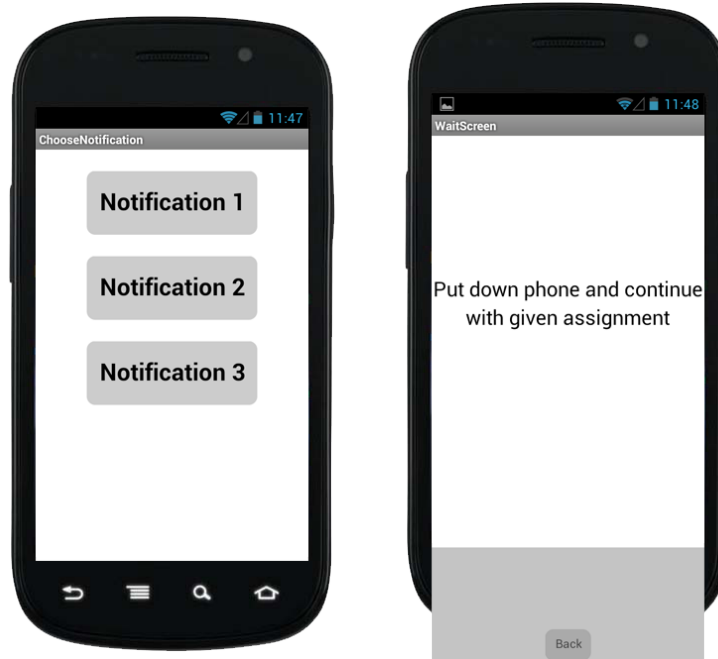 11:47
ChooseNotification
Notification 1
Notification 2
Notification 3
11:48
WaitScreen
Put down phone and continue
with given assignment
Back